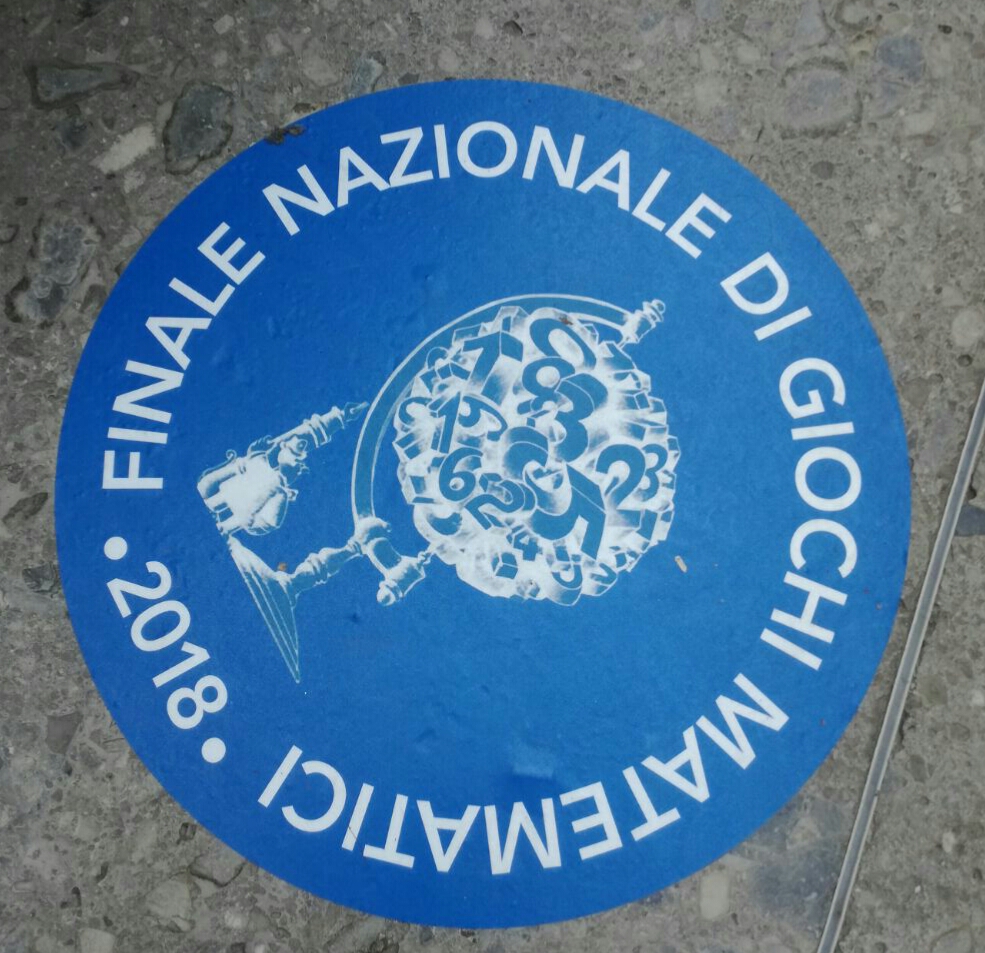 • FINALE NAZIONALE DI GIOCHI MATEMATICI
• 2018